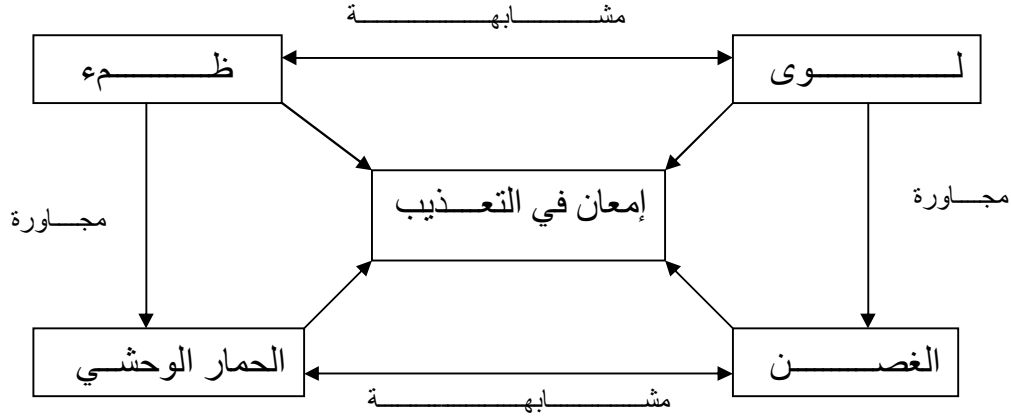 مشابهة
لوى
ظمء
مجاورة
مجاورة
إمعان في التعذيب
الغصن
الحمار الوحشي
مشابهة